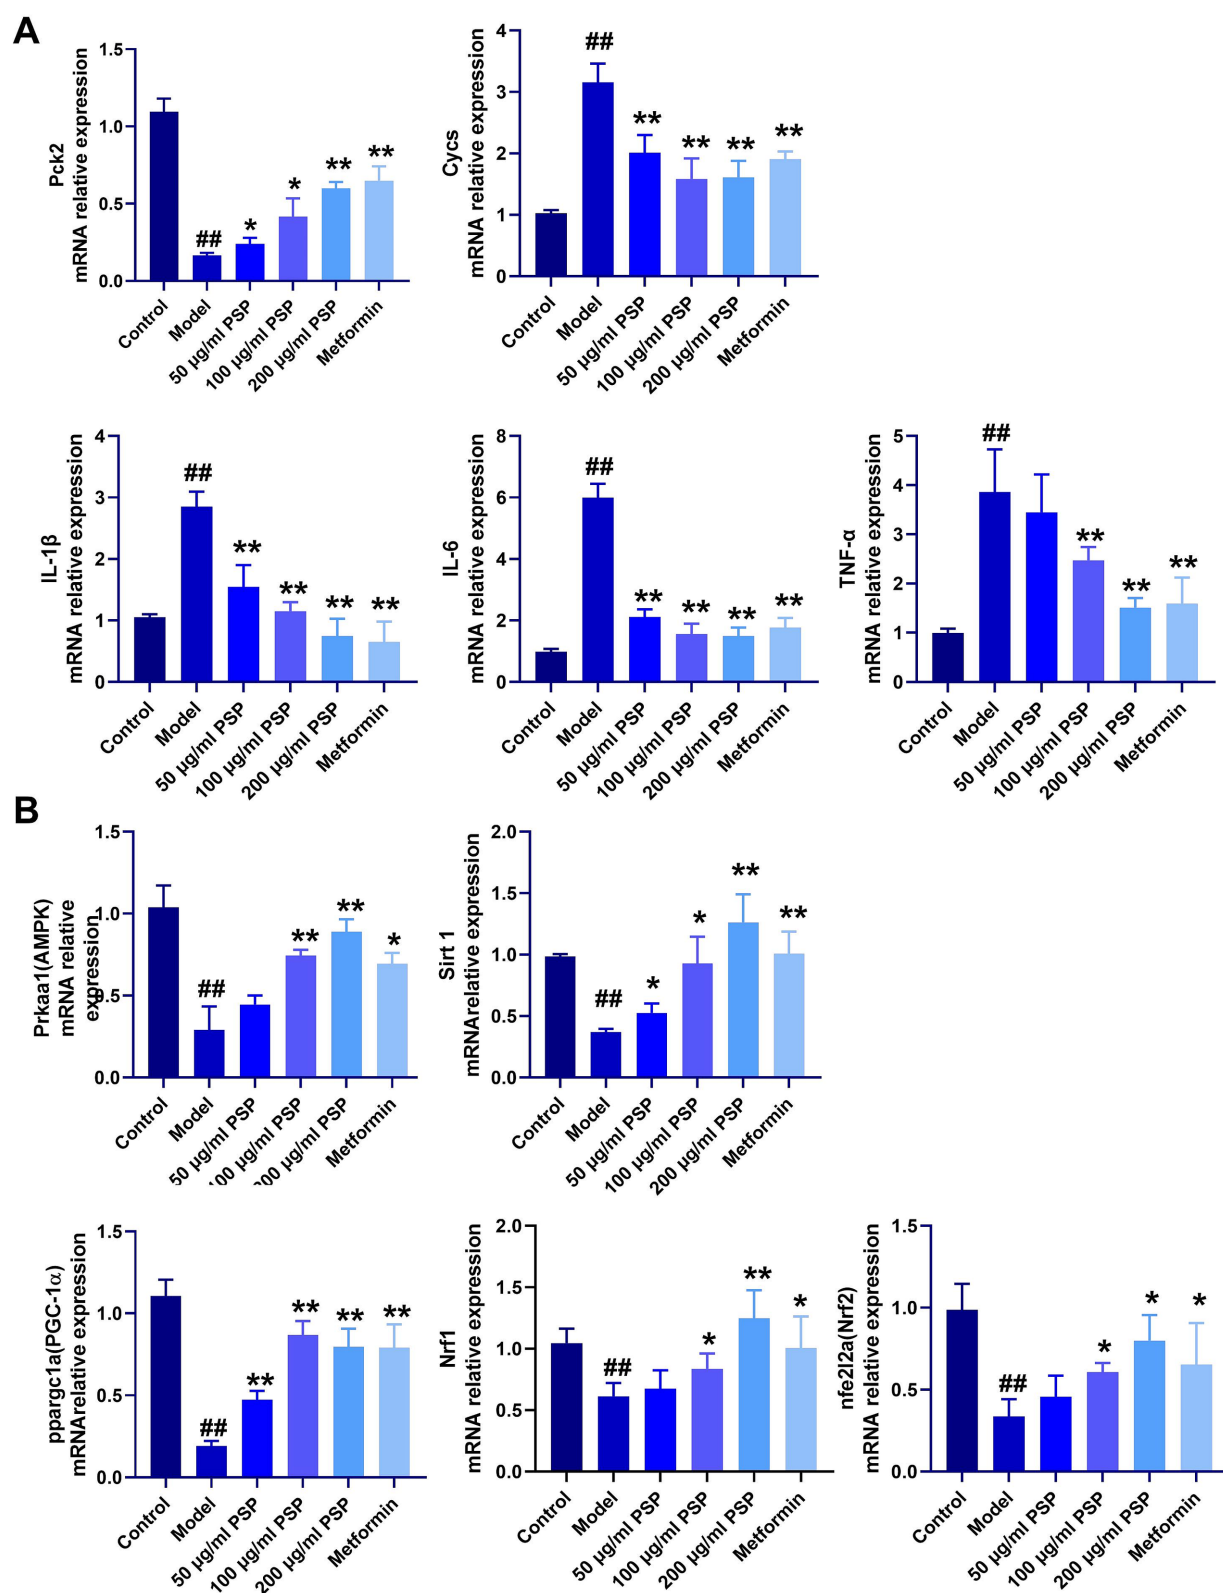 A
Pck2
mRNA relative expression
1.5
1.0
0.5
0.0
##
*
*
**
**
Control
Model
50 µg/ml PSP
100 µg/ml PSP
200 µg/ml PSP
Metformin
Cycs
mRNA relative expression
4
3
2
1
0
##
**
**
**
**
Control
Model
50 µg/ml PSP
100 µg/ml PSP
200 µg/ml PSP
Metformin
IL-1β
mRNA relative expression
4
3
2
1
0
##
**
**
**
**
Control
Model
50 µg/ml PSP
100 µg/ml PSP
200 µg/ml PSP
Metformin
IL-6
mRNA relative expression
8
6
4
2
0
##
**
**
**
**
Control
Model
50 µg/ml PSP
100 µg/ml PSP
200 µg/ml PSP
Metformin
TNF-α
mRNA relative expression
5
4
3
2
1
0
##
**
**
**
Control
Model
50 µg/ml PSP
100 µg/ml PSP
200 µg/ml PSP
Metformin
B
Prkaa1(AMPK)
mRNA relative
expression
1.5
1.0
0.5
0.0
##
**
**
*
Control
Model
50 µg/ml PSP
00 µg/ml PSP
00 µg/ml PSP
Metformin
Sirt 1
mRNArelative expression
2.0
1.5
1.0
0.5
0.0
##
*
*
**
**
Control
Model
50 µg/ml PSP
100 µg/ml PSP
200 µg/ml PSP
Metformin
ppargc1a(PGC-1α)
mRNArelative expression
1.5
1.0
0.5
0.0
##
**
**
**
**
Control
Model
50 µg/ml PSP
100 µg/ml PSP
200 µg/ml PSP
Metformin
Nrf1
mRNA relative expression
2.0
1.5
1.0
0.5
0.0
##
*
**
*
Control
Model
50 µg/ml PSP
100 µg/ml PSP
200 µg/ml PSP
Metformin
nfe2l2a(Nrf2)
mRNA relative expression
1.5
1.0
0.5
0.0
##
*
*
*
Control
Model
50 µg/ml PSP
100 µg/ml PSP
200 µg/ml PSP
Metformin